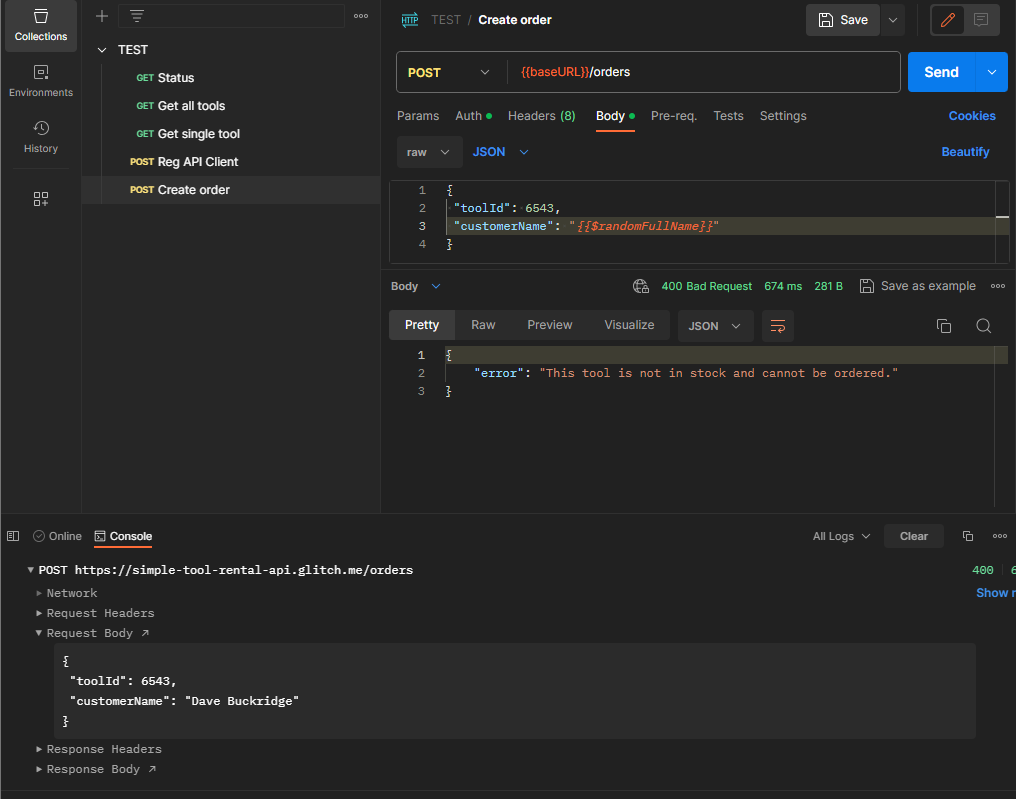 Collections
Environments
History
TEST
GET Status
GET Get all tools
GET Get single tool
POST Reg API Client
POST Create order
HTTP TEST / Create order
Save
POST {{baseURL}}/orders
Send
Params Auth Headers (8) Body Pre-req. Tests Settings
Cookies
raw JSON
Beautify
1 {
2 "toolId": 6543,
3 "customerName": "{{$randomFullName}}"
4 }
Body
400 Bad Request 674 ms 281 B Save as example
Pretty Raw Preview Visualize JSON
1 {
2 "error": "This tool is not in stock and cannot be ordered."
3 }
Online Console
All Logs Clear
POST https://simple-tool-rental-api.glitch.me/orders
400 6
Network
Show r
Request Headers
Request Body
{
"toolId": 6543,
"customerName": "Dave Buckridge"
}
Response Headers
Response Body